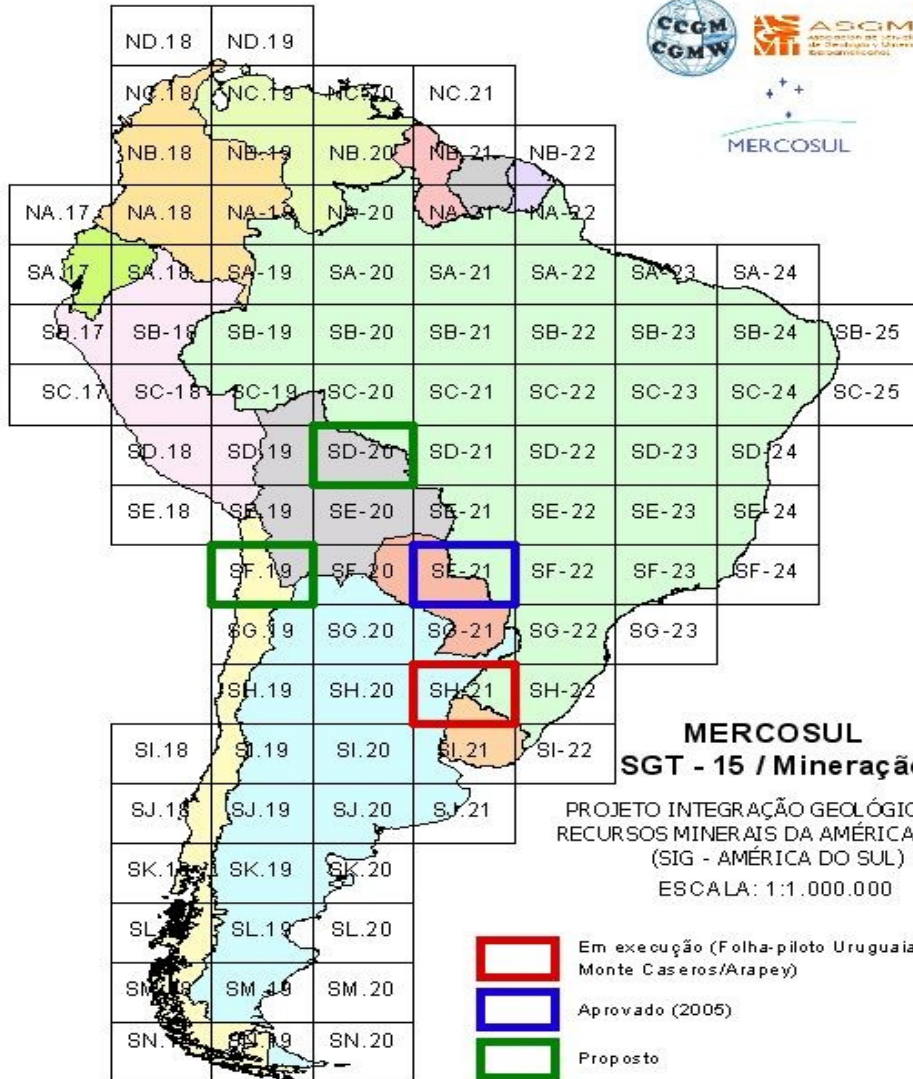 CCGM
CGMW
ASGMI
MERCOSUL
ND.18 ND.19
NC.18 NC.19 NC.20 NC.21
NB.18 NB-19 NB.20 NB.21 NB-22
NA.17 NA.18 NA-19 NA-20 NA-21 NA-22
SA.17 SA.18 SA-19 SA-20 SA-21 SA-22 SA-23 SA-24
SB.17 SB-18 SB-19 SB-20 SB-21 SB-22 SB-23 SB-24 SB-25
SC.17 SC-18 SC-19 SC-20 SC-21 SC-22 SC-23 SC-24 SC-25
SD.18 SD.19 SD-20 SD-21 SD-22 SD-23 SD-24
SE.18 SE.19 SE-20 SE-21 SE-22 SE-23 SE-24
SF.19 SF.20 SF-21 SF-22 SF-23 SF-24
SG.19 SG.20 SG-21 SG-22 SG-23
SH.19 SH.20 SH-21 SH-22
SI.18 SI.19 SI.20 SI.21 SI-22
SJ.18 SJ.19 SJ.20 SJ.21
SK.18 SK.19 SK.20
SL.19 SL.20
SM.18 SM.19 SM.20
SN.19 SN.20
MERCOSUL
SGT - 15 / Mineração
PROJETO INTEGRAÇÃO GEOLÓGIC
RECURSOS MINERAIS DA AMÉRICA
(SIG - AMÉRICA DO SUL)
ESCALA: 1:1.000.000
Em execução (Folha-piloto Uruguaia
Monte Caseros/Arapey)
Aprovado (2005)
Proposto